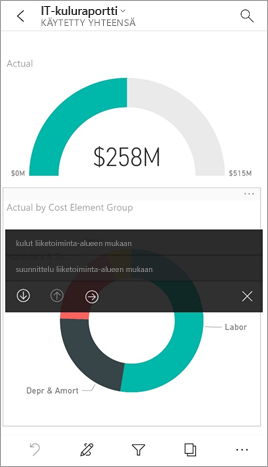 IT-kuluraportti
KÄYTETTY YHTEENSÄ
Actual
$258M
$0M
$515M
Actual by Cost Element Group
kulut liiketoiminta-alueen mukaan
suunnittelu liiketoiminta-alueen mukaan
Labor
Depr & Amort